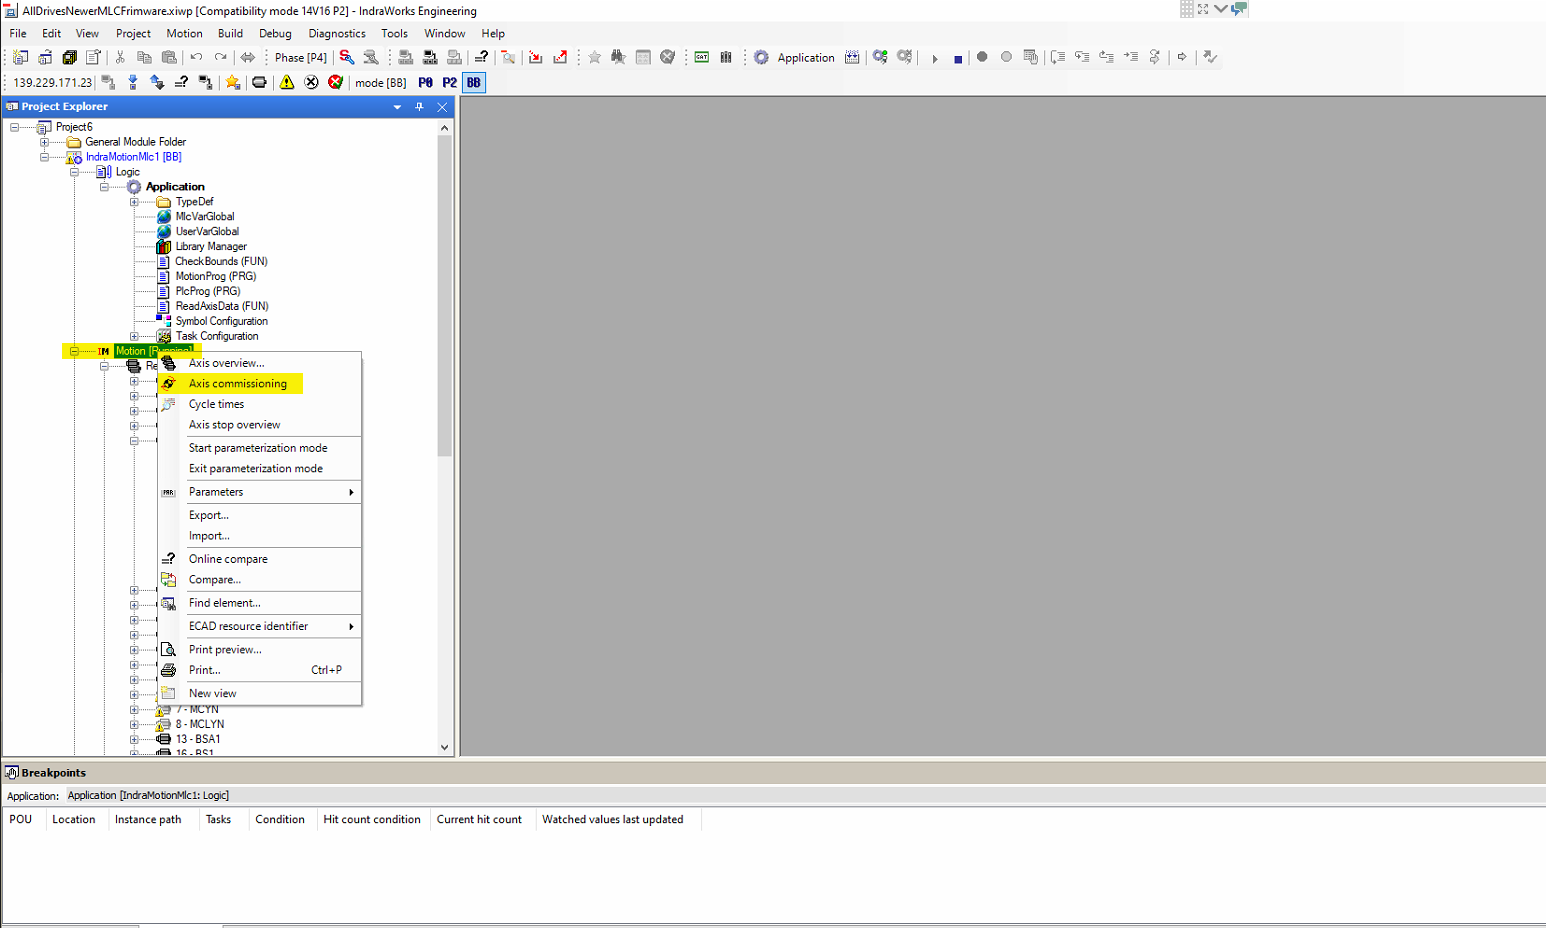 AllDrivesNewerMLCFrimware.xiwp [Compatibility mode 14V16 P2] - IndraWorks Engineering
File Edit View Project Motion Build Debug Diagnostics Tools Window Help
Phase [P4] CAT Application
139.229.171.23 mode [BB] P0 P2 BB
Project Explorer
Project6
General Module Folder
IndraMotionMlc1 [BB]
Logic
Application
TypeDef
MlcVarGlobal
UserVarGlobal
Library Manager
CheckBounds (FUN)
MotionProg (PRG)
PlcProg (PRG)
ReadAxisData (FUN)
Symbol Configuration
Task Configuration
IM Motion [Running]
Re
Axis overview...
Axis commissioning
Cycle times
Axis stop overview
Start parameterization mode
Exit parameterization mode
PAR Parameters
Export...
Import...
Online compare
Compare...
Find element...
ECAD resource identifier
Print preview...
Print... Ctrl+P
New view
7 - MCYN
8 - MCLYN
13 - BSA1
16 - BS1
Breakpoints
Application: Application [IndraMotionMlc1: Logic]
POU Location Instance path Tasks Condition Hit count condition Current hit count Watched values last updated